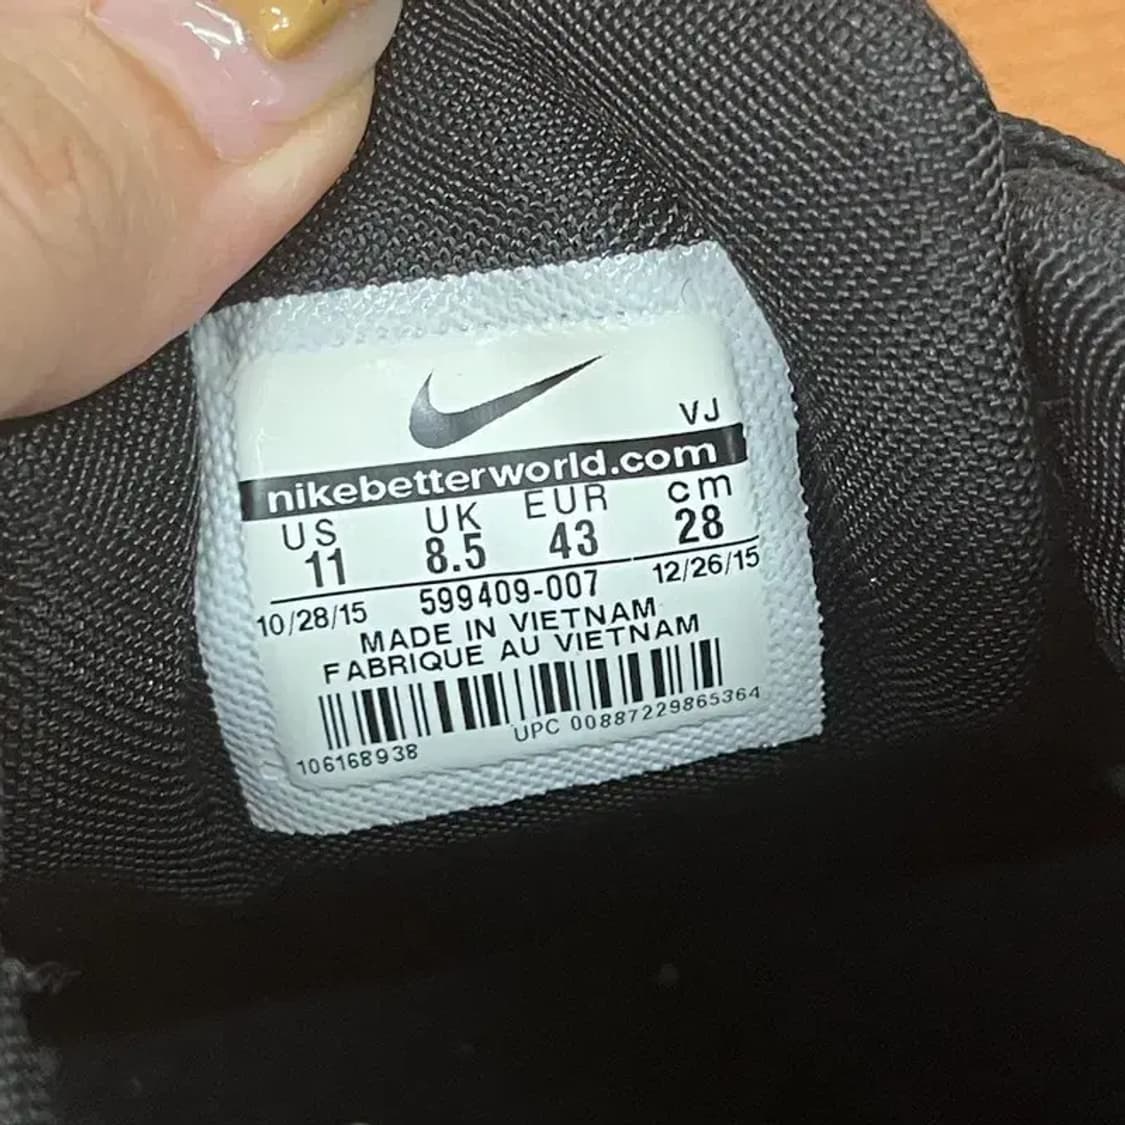 VJ
nikebetterworld.com
US UK EUR cm
11 8.5 43 28
10/28/15 599409-007 12/26/15
MADE IN VIETNAM
FABRIQUE AU VIETNAM
106168938 UPC 00887229865364